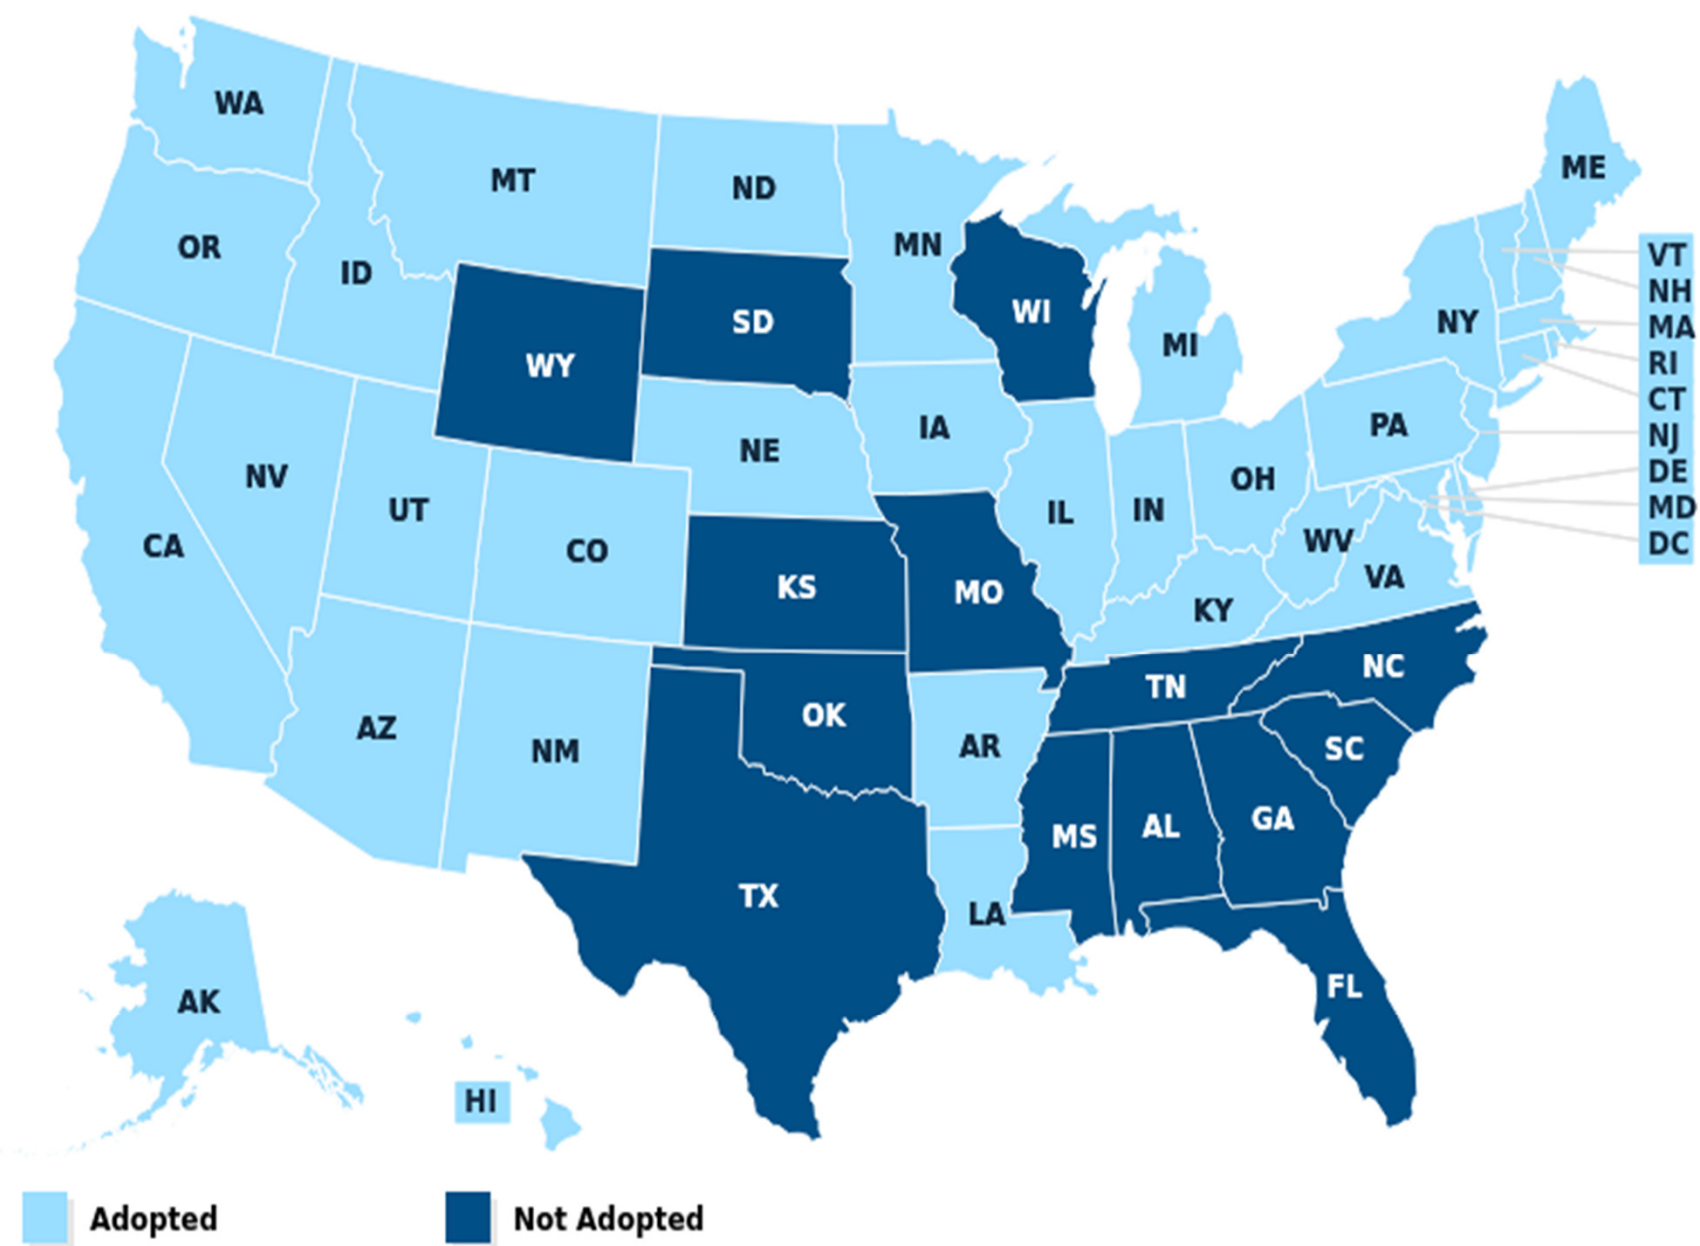 WA
MT
ND
ME
OR
ID
MN
VT
SD
WI
NH
NY
MA
WY
MI
RI
CT
NE
IA
PA
NJ
NV
OH
DE
UT
IL
IN
MD
CA
CO
WV
DC
KS
MO
VA
KY
TN
NC
AZ
NM
OK
AR
SC
MS
AL
GA
TX
LA
FL
AK
HI
Adopted
Not Adopted